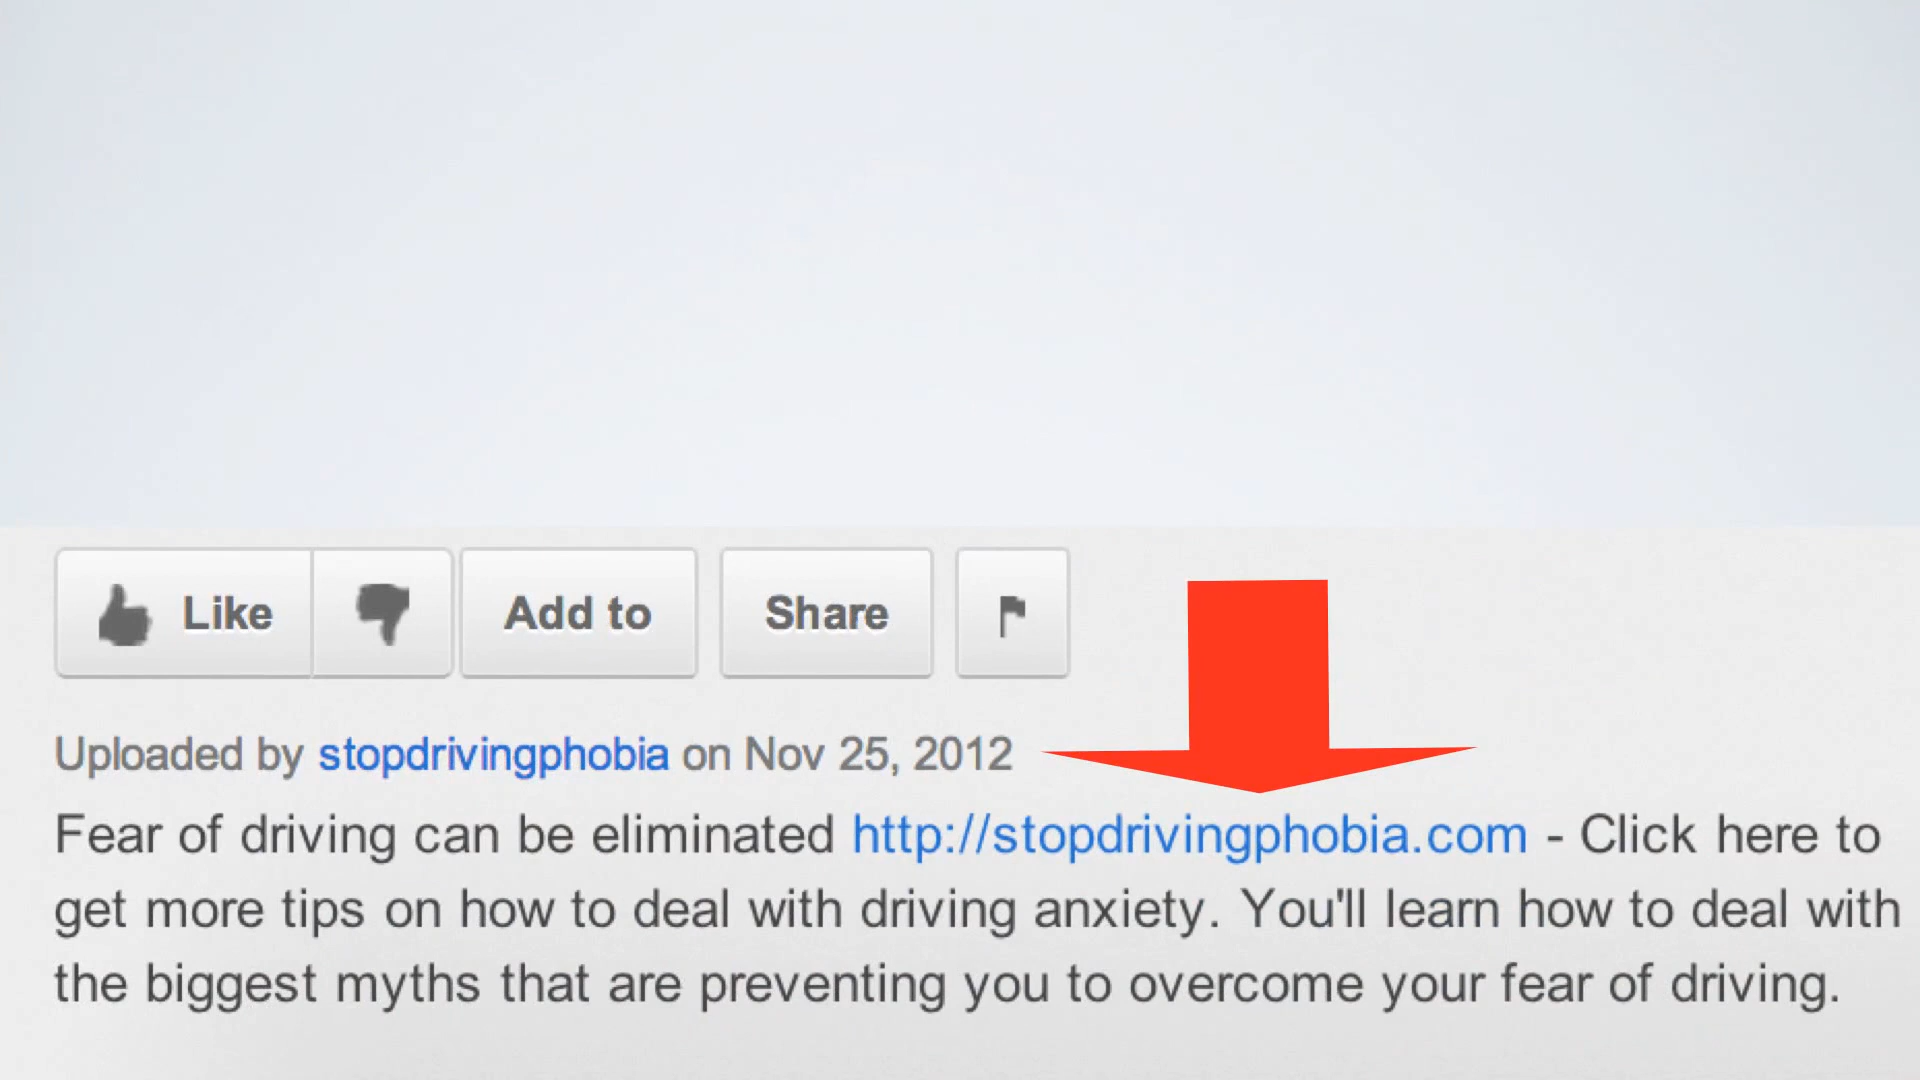 Like Add to Share
Uploaded by stopdrivingphobia on Nov 25, 2012
Fear of driving can be eliminated http://stopdrivingphobia.com - Click here to
get more tips on how to deal with driving anxiety. You'll learn how to deal with
the biggest myths that are preventing you to overcome your fear of driving.